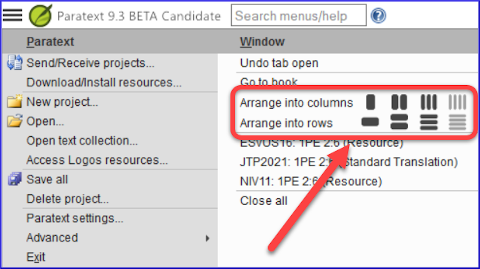 Paratext 9.3 BETA Candidate
Search menus/help
Paratext
Send/Receive projects...
Download/Install resources...
New project...
Open...
Open text collection...
Access Logos resources...
Save all
Delete project...
Paratext settings...
Advanced
Exit
Window
Undo tab open
Go to book
Arrange into columns
Arrange into rows
ESVUS16: 1PE 2:6 (Resource)
JTP2021: 1PE 2:6 (Standard Translation)
NIV11: 1PE 2:6 (Resource)
Close all